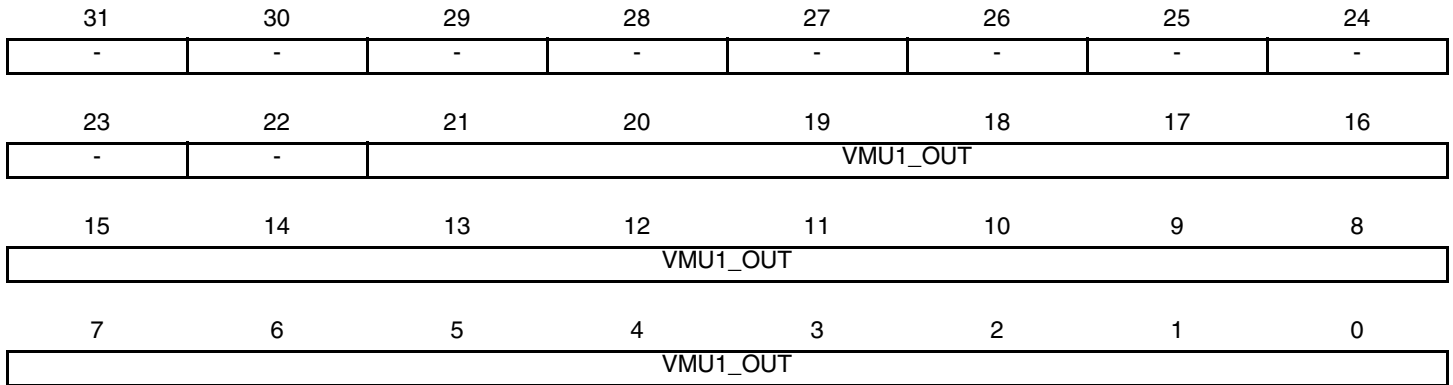 31 30 29 28 27 26 25 24
- - - - - - - -
23 22 21 20 19 18 17 16
- - VMU1_OUT
15 14 13 12 11 10 9 8
VMU1_OUT
7 6 5 4 3 2 1 0
VMU1_OUT